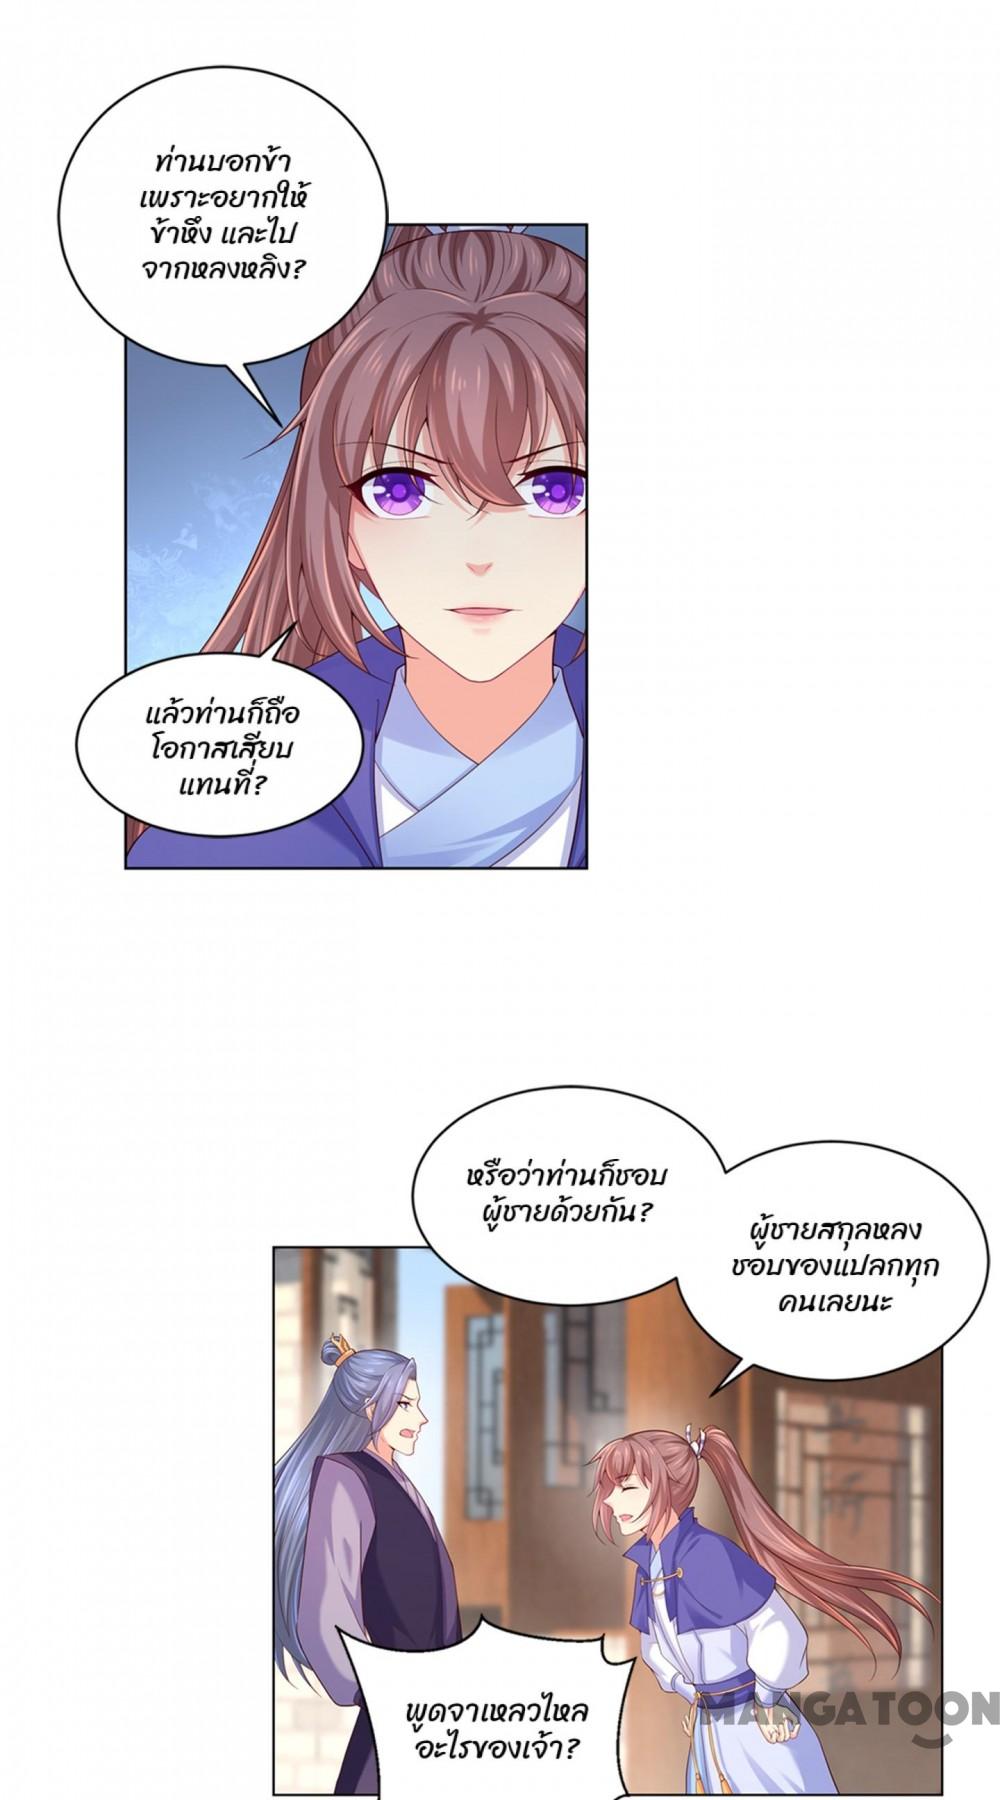 ท่านบอกข้า
เพราะอยากให้
ข้าหึง และไป
จากหลงหลิง?
แล้วท่านก็ถือ
โอกาสเสียบ
แทนที่?
หรือว่าท่านก็ชอบ
ผู้ชายด้วยกัน?
ผู้ชายสกุลหลง
ชอบของแปลกทุก
คนเลยนะ
พูดจาเหลวไหล
อะไรของเจ้า?
MANGATOON